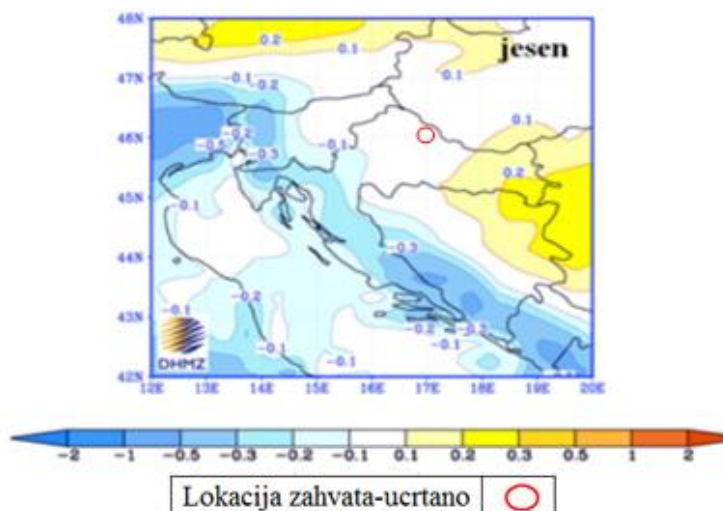 48N
0.2
jesen
0.1
47N
-0.1
-0.2
0.1
46N
-0.2
-0.5
-0.1
-0.3
0.2
45N
-0.1
-0.3
44N
-0.2
-0.1
43N
-0.2
-0.3
-0.1
-0.1
-0.1
DHMZ
42N
12E 13E 14E 15E 16E 17E 18E 19E 20E
-2 -1 -0.5 -0.3 -0.2 -0.1 0.1 0.2 0.3 0.5 1 2
Lokacija zahvata-ucrtano